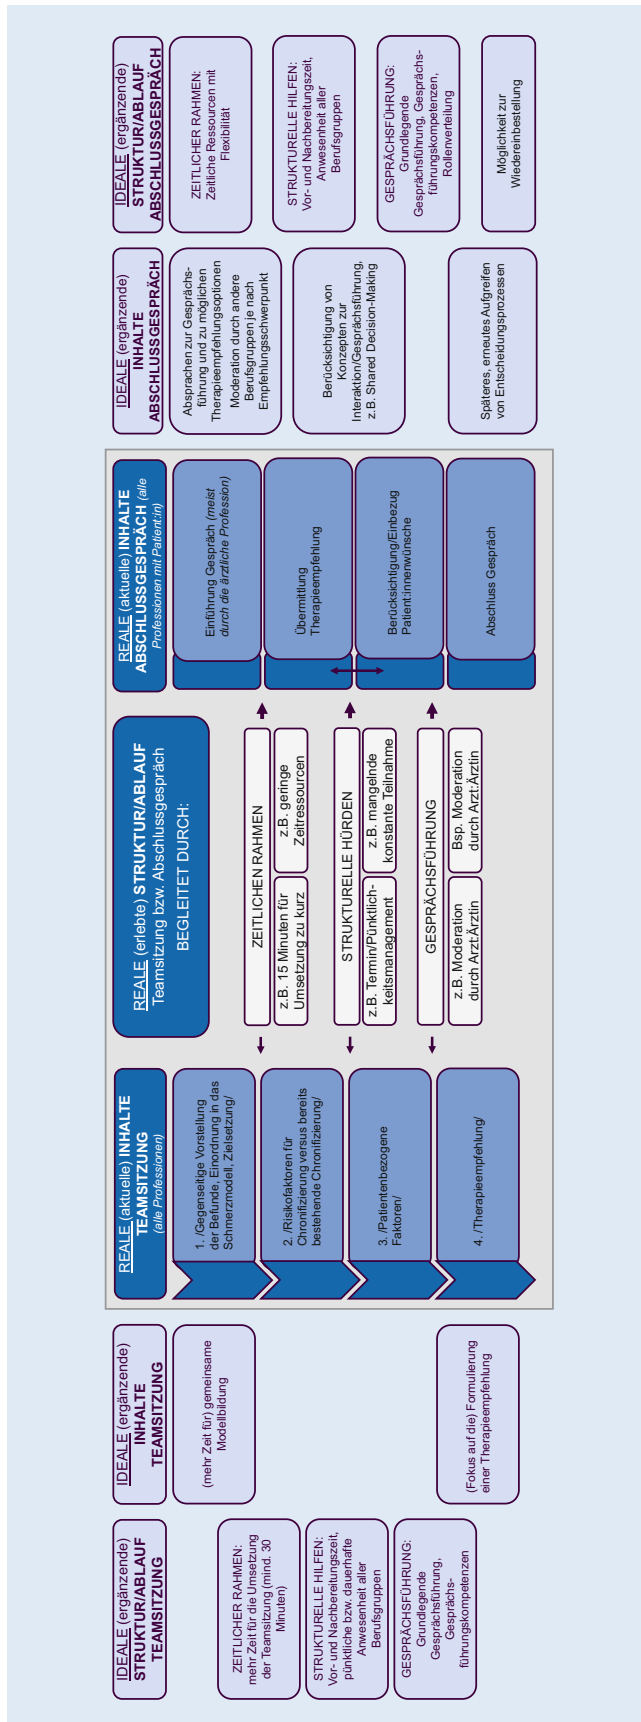 IDEALE (ergänzende)
STRUKTUR/ABLAUF
TEAMSITZUNG
ZEITLICHER RAHMEN:
mehr Zeit für die Umsetzung
der Teamsitzung (mind. 30
Minuten)
STRUKTURELLE HILFEN:
Vor- und Nachbereitungszeit,
pünktliche bzw. dauerhafte
Anwesenheit aller
Berufsgruppen
GESPRÄCHSFÜHRUNG:
Grundlegende
Gesprächsführung,
Gesprächs-
führungskompetenzen
IDEALE (ergänzende)
INHALTE
TEAMSITZUNG
(mehr Zeit für) gemeinsame
Modellbildung
(Fokus auf die) Formulierung
einer Therapieempfehlung
REALE (aktuelle) INHALTE
TEAMSITZUNG
(alle Professionen)
1. /Gegenseitige Vorstellung
der Befunde, Einordnung in das
Schmerzmodell, Zielsetzung/
2. /Risikofaktoren für
Chronifizierung versus bereits
bestehende Chronifizierung/
3. /Patientenbezogene
Faktoren/
4. /Therapieempfehlung/
REALE (erlebte) STRUKTUR/ABLAUF
Teamsitzung bzw. Abschlussgespräch
BEGLEITET DURCH:
ZEITLICHEN RAHMEN
z.B. 15 Minuten für
Umsetzung zu kurz
z.B. geringe
Zeitressourcen
STRUKTURELLE HÜRDEN
z.B. Termin/Pünktlich-
keitsmanagement
z.B. mangelnde
konstante Teilnahme
GESPRÄCHSFÜHRUNG
z.B. Moderation
durch Arzt:Ärztin
Bsp. Moderation
durch Arzt:Ärztin
REALE (aktuelle) INHALTE
ABSCHLUSSGESPRÄCH (alle
Professionen mit Patient:in)
Einführung Gespräch (meist
durch die ärztliche Profession)
Übermittlung
Therapieempfehlung
Berücksichtigung/Einbezug
Patient:innenwünsche
Abschluss Gespräch
IDEALE (ergänzende)
INHALTE
ABSCHLUSSGESPRÄCH
Absprachen zur Gesprächs-
führung und zu möglichen
Therapieempfehlungsoptionen
Moderation durch andere
Berufsgruppen je nach
Empfehlungsschwerpunkt
Berücksichtigung von
Konzepten zur
Interaktion/Gesprächsführung,
z.B. Shared Decision-Making
Späteres, erneutes Aufgreifen
von Entscheidungsprozessen
IDEALE (ergänzende)
STRUKTUR/ABLAUF
ABSCHLUSSGESPRÄCH
ZEITLICHER RAHMEN:
Zeitliche Ressourcen mit
Flexibilität
STRUKTURELLE HILFEN:
Vor- und Nachbereitungszeit,
Anwesenheit aller
Berufsgruppen
GESPRÄCHSFÜHRUNG:
Grundlegende
Gesprächsführung, Gesprächs-
führungskompetenzen,
Rollenverteilung
Möglichkeit zur
Wiedereinbestellung